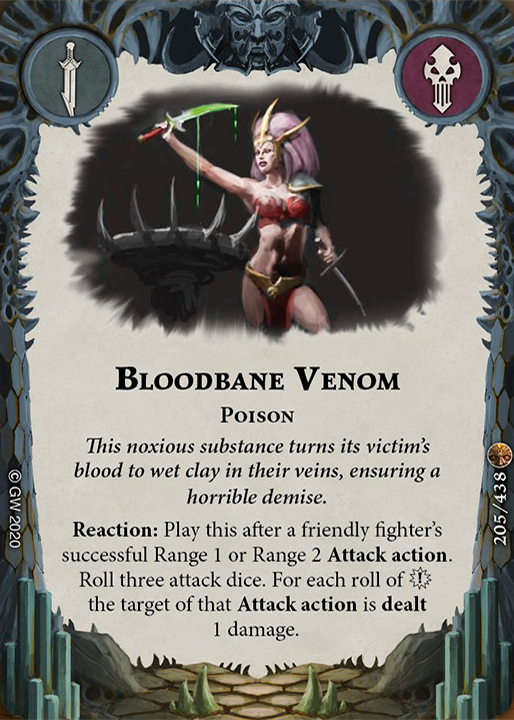 Bloodbane Venom
Poison
This noxious substance turns its victim's
blood to wet clay in their veins, ensuring a
horrible demise.
Reaction: Play this after a friendly fighter's
successful Range 1 or Range 2 Attack action.
Roll three attack dice. For each roll of
the target of that Attack action is dealt
1 damage.
© GW 2020
205/438